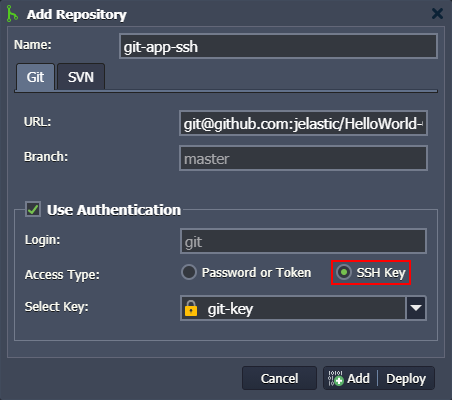 Add Repository
Name: git-app-ssh
Git SVN
URL: git@github.com:jelastic/HelloWorld-
Branch: master
Use Authentication
Login: git
Access Type: Password or Token SSH Key
Select Key: git-key
Cancel Add Deploy